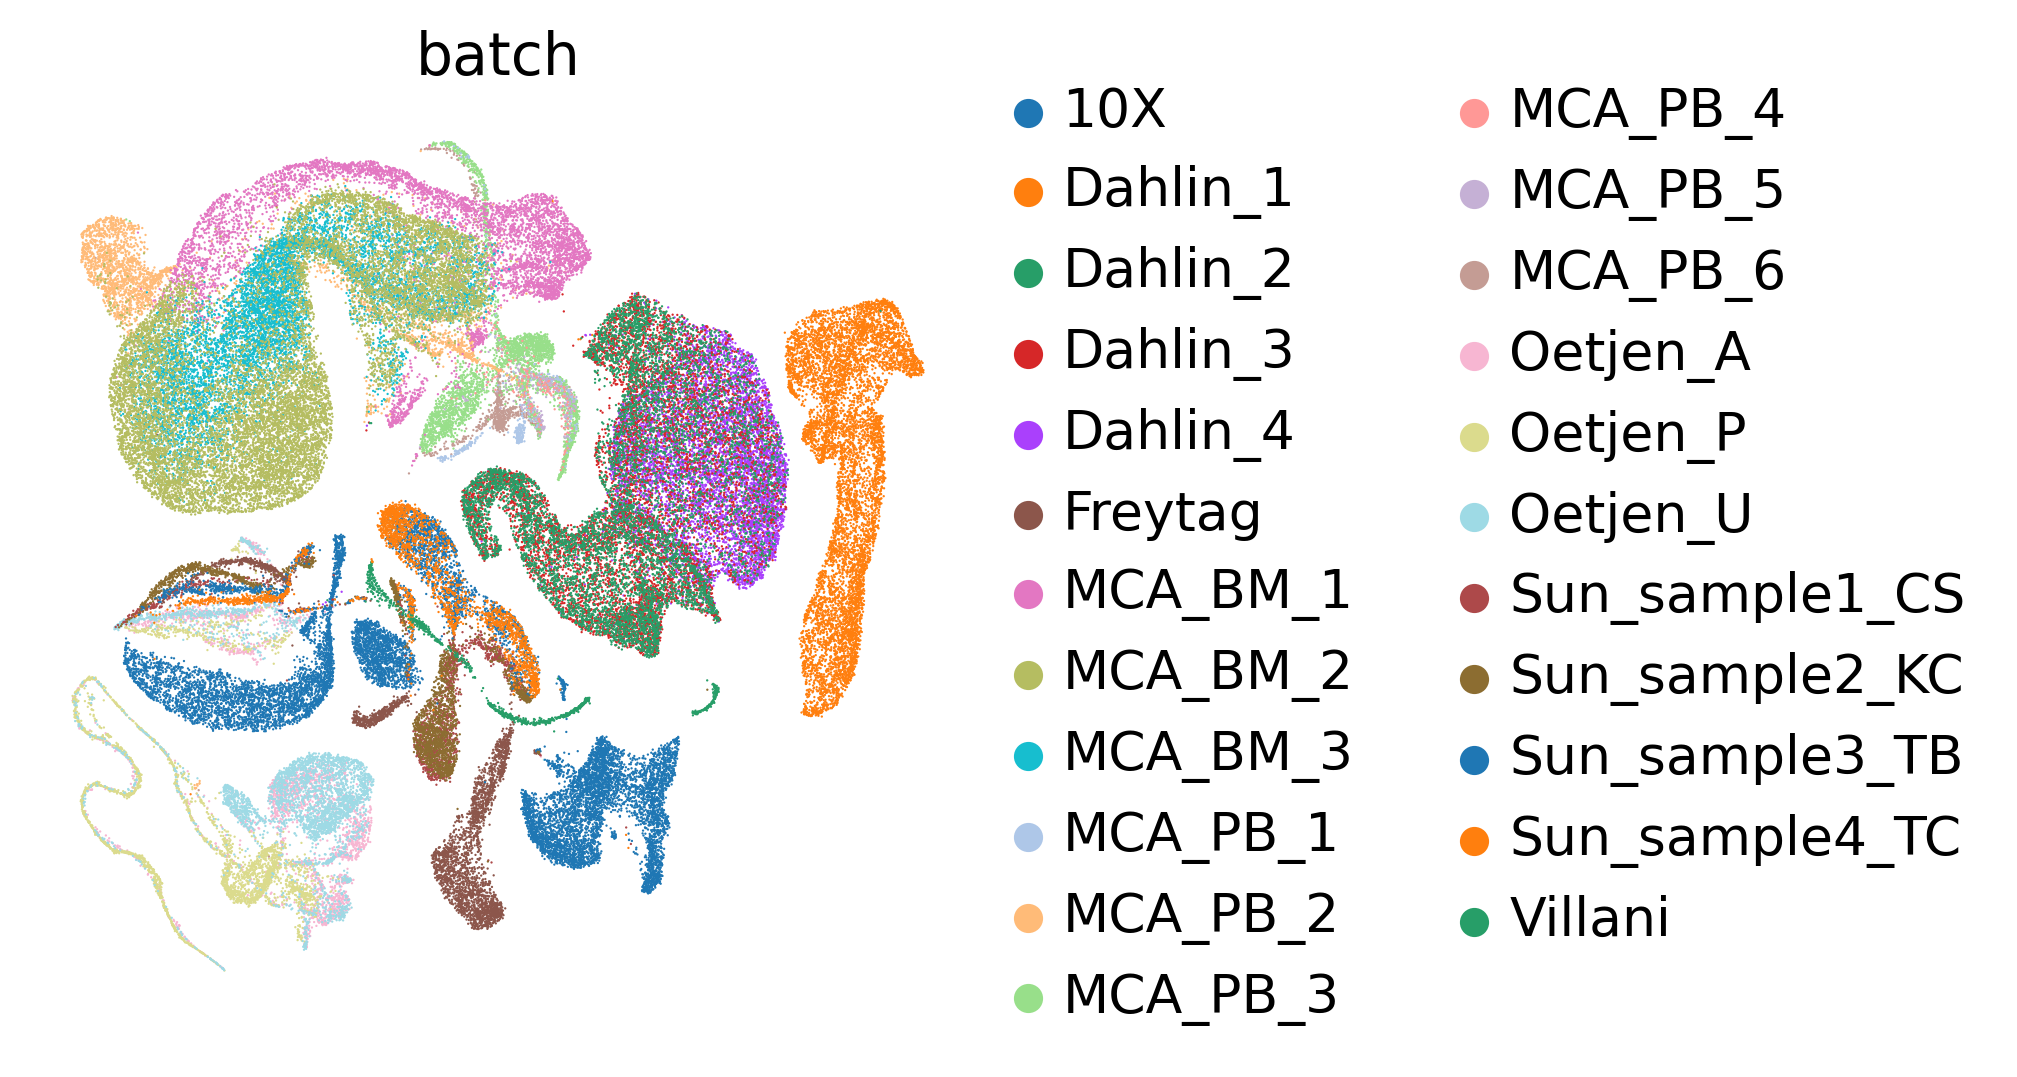 batch
10X
Dahlin_1
Dahlin_2
Dahlin_3
Dahlin_4
Freytag
MCA_BM_1
MCA_BM_2
MCA_BM_3
MCA_PB_1
MCA_PB_2
MCA_PB_3
MCA_PB_4
MCA_PB_5
MCA_PB_6
Oetjen_A
Oetjen_P
Oetjen_U
Sun_sample1_CS
Sun_sample2_KC
Sun_sample3_TB
Sun_sample4_TC
Villani